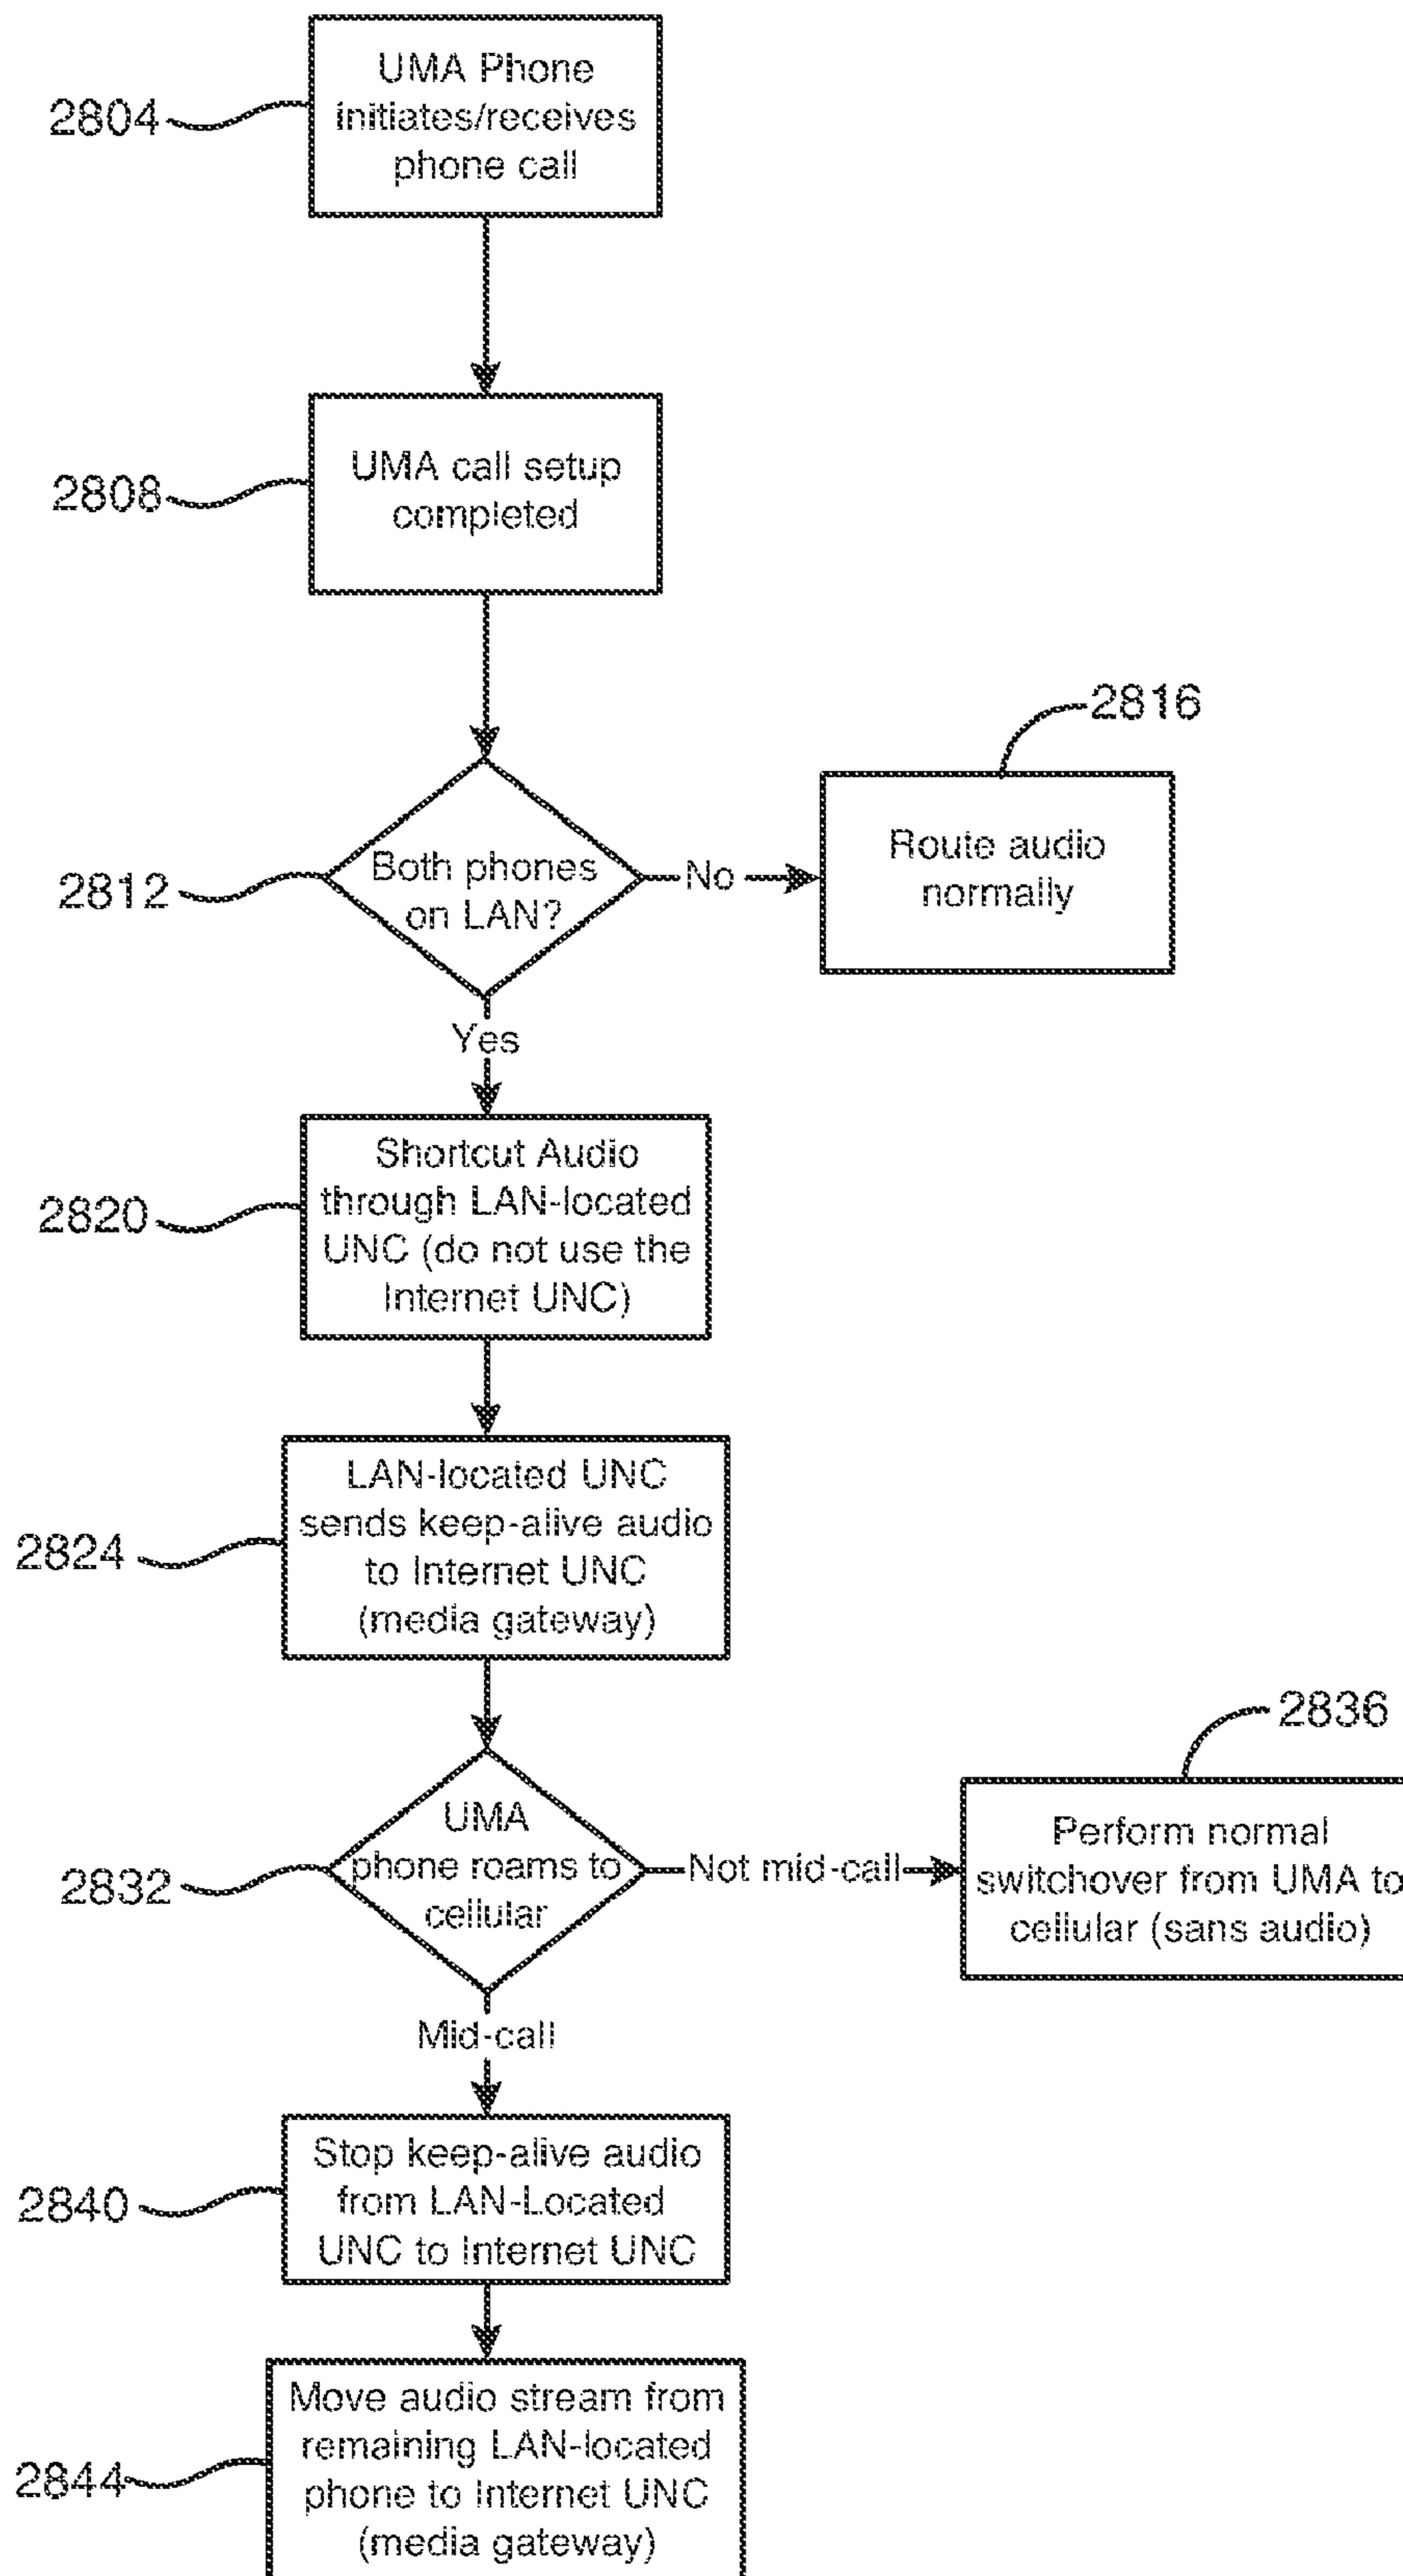 UMA Phone
initiates/receives
phone call
2804
UMA call setup
completed
2808
2816
Both phones
on LAN?
2812
No
Route audio
normally
Yes
Shortcut Audio
through LAN-located
UNC (do not use the
Internet UNC)
2820
LAN-located UNC
sends keep-alive audio
to Internet UNC
(media gateway)
2824
2836
UMA
phone roams to
cellular
2832
Not mid-call
Perform normal
switchover from UMA to
cellular (sans audio)
Mid-call
Stop keep-alive audio
from LAN-Located
UNC to Internet UNC
2840
Move audio stream from
remaining LAN-located
phone to Internet UNC
(media gateway)
2844